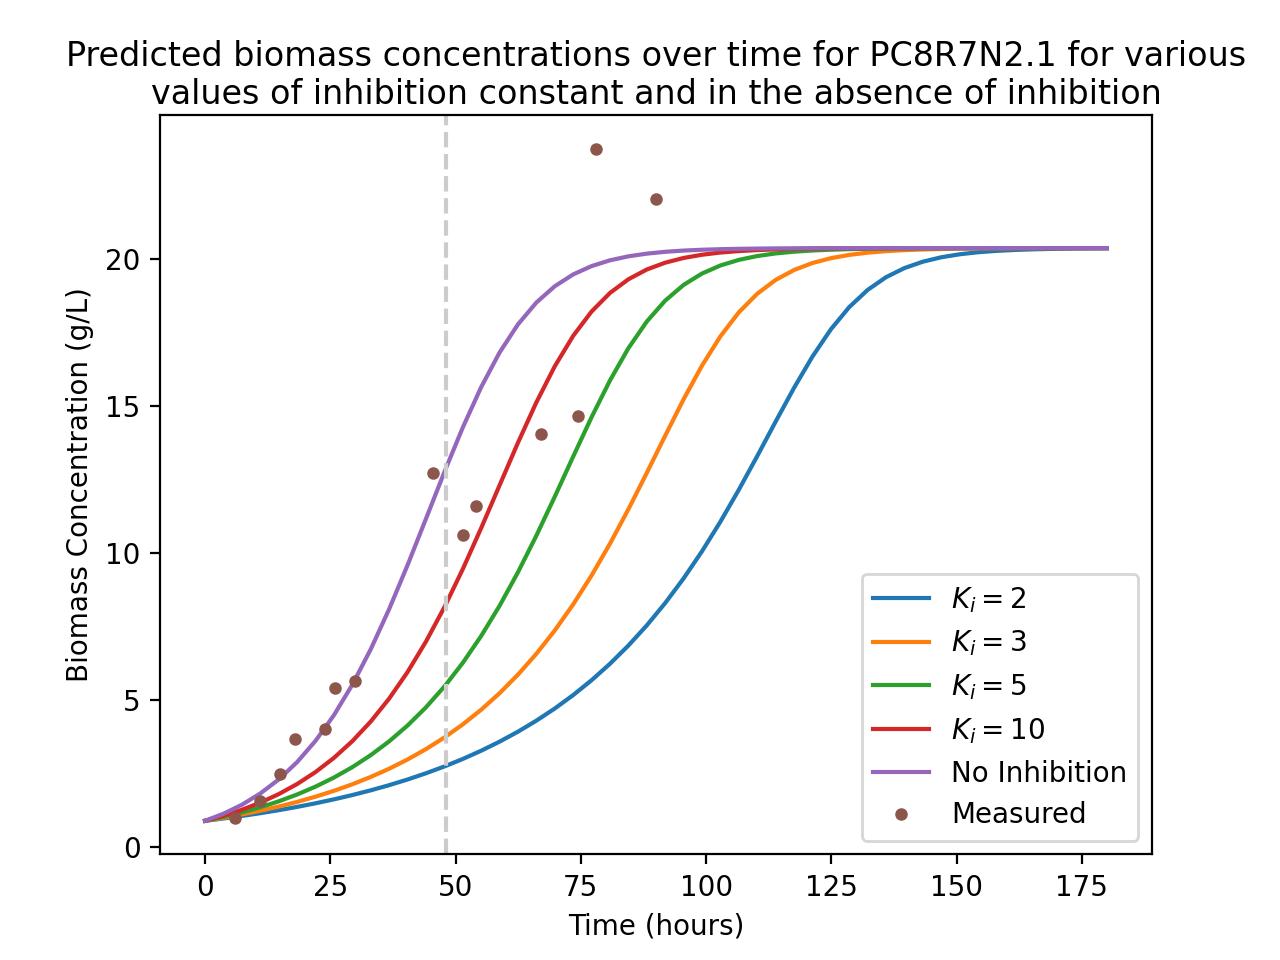 Predicted biomass concentrations over time for PC8R7N2.1 for various
values of inhibition constant and in the absence of inhibition
Biomass Concentration (g/L)
20
15
10
5
0
K_i = 2
K_i = 3
K_i = 5
K_i = 10
No Inhibition
Measured
0 25 50 75 100 125 150 175
Time (hours)